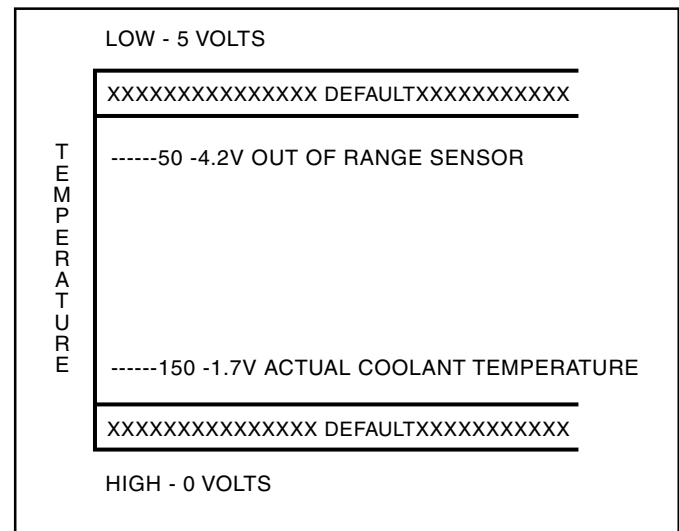 LOW - 5 VOLTS
XXXXXXXXXXXXXXX DEFAULTXXXXXXXXXXX
TEMPERATURE
------50 -4.2V OUT OF RANGE SENSOR
------150 -1.7V ACTUAL COOLANT TEMPERATURE
XXXXXXXXXXXXXXX DEFAULTXXXXXXXXXXX
HIGH - 0 VOLTS